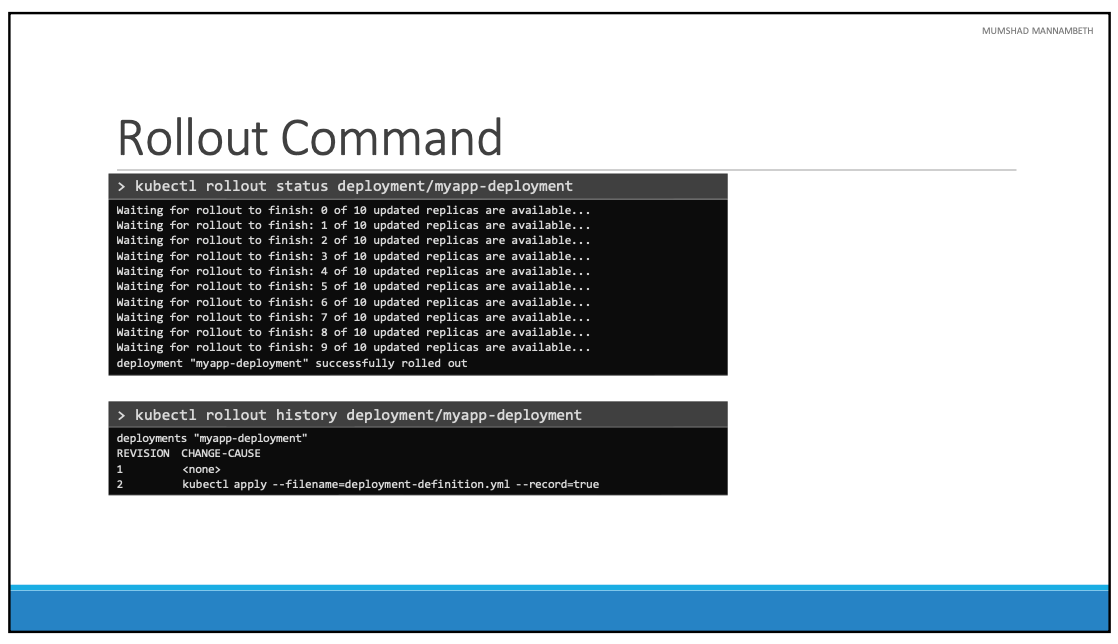 MUMSHAD MANNAMBETH
Rollout Command
> kubectl rollout status deployment/myapp-deployment
Waiting for rollout to finish: 0 of 10 updated replicas are available...
Waiting for rollout to finish: 1 of 10 updated replicas are available...
Waiting for rollout to finish: 2 of 10 updated replicas are available...
Waiting for rollout to finish: 3 of 10 updated replicas are available...
Waiting for rollout to finish: 4 of 10 updated replicas are available...
Waiting for rollout to finish: 5 of 10 updated replicas are available...
Waiting for rollout to finish: 6 of 10 updated replicas are available...
Waiting for rollout to finish: 7 of 10 updated replicas are available...
Waiting for rollout to finish: 8 of 10 updated replicas are available...
Waiting for rollout to finish: 9 of 10 updated replicas are available...
deployment "myapp-deployment" successfully rolled out
> kubectl rollout history deployment/myapp-deployment
deployments "myapp-deployment"
REVISION CHANGE-CAUSE
1 <none>
2 kubectl apply --filename=deployment-definition.yml --record=true